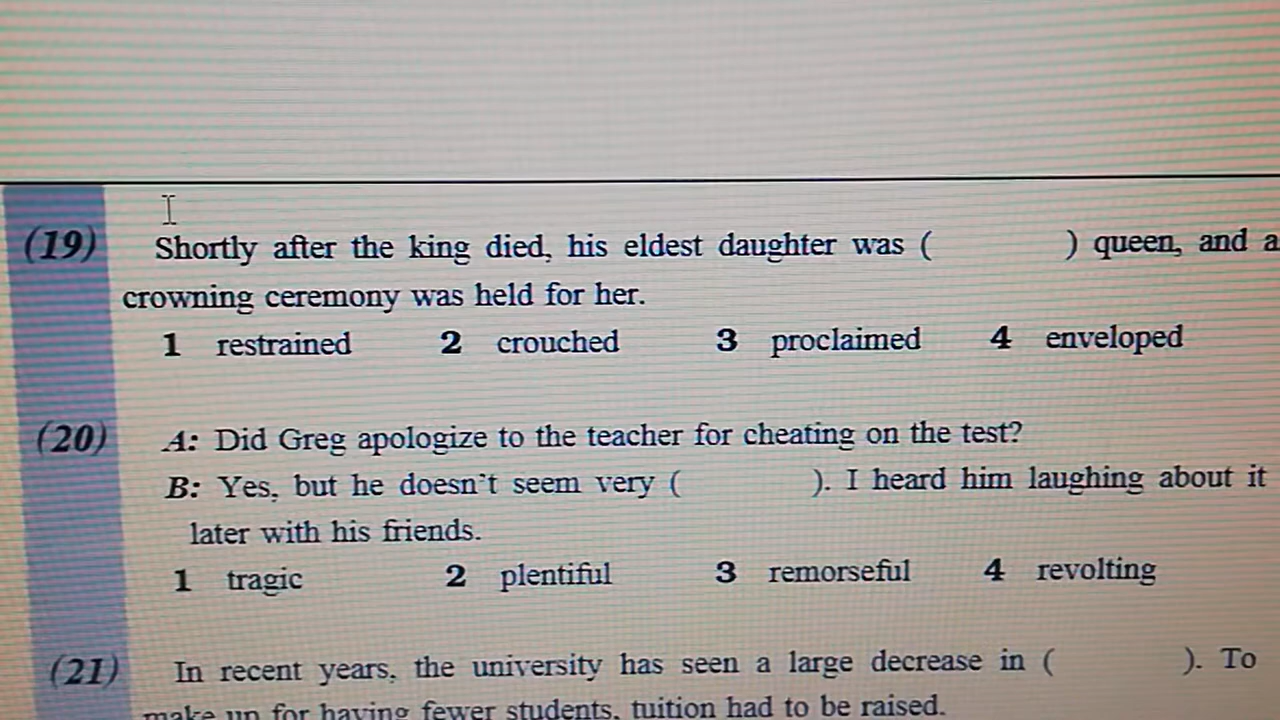 (19) Shortly after the king died, his eldest daughter was ( ) queen, and a
crowning ceremony was held for her.
1 restrained 2 crouched 3 proclaimed 4 enveloped
(20) A: Did Greg apologize to the teacher for cheating on the test?
B: Yes, but he doesn't seem very ( ). I heard him laughing about it
later with his friends.
1 tragic 2 plentiful 3 remorseful 4 revolting
(21) In recent years, the university has seen a large decrease in ( ). To
make up for having fewer students, tuition had to be raised.